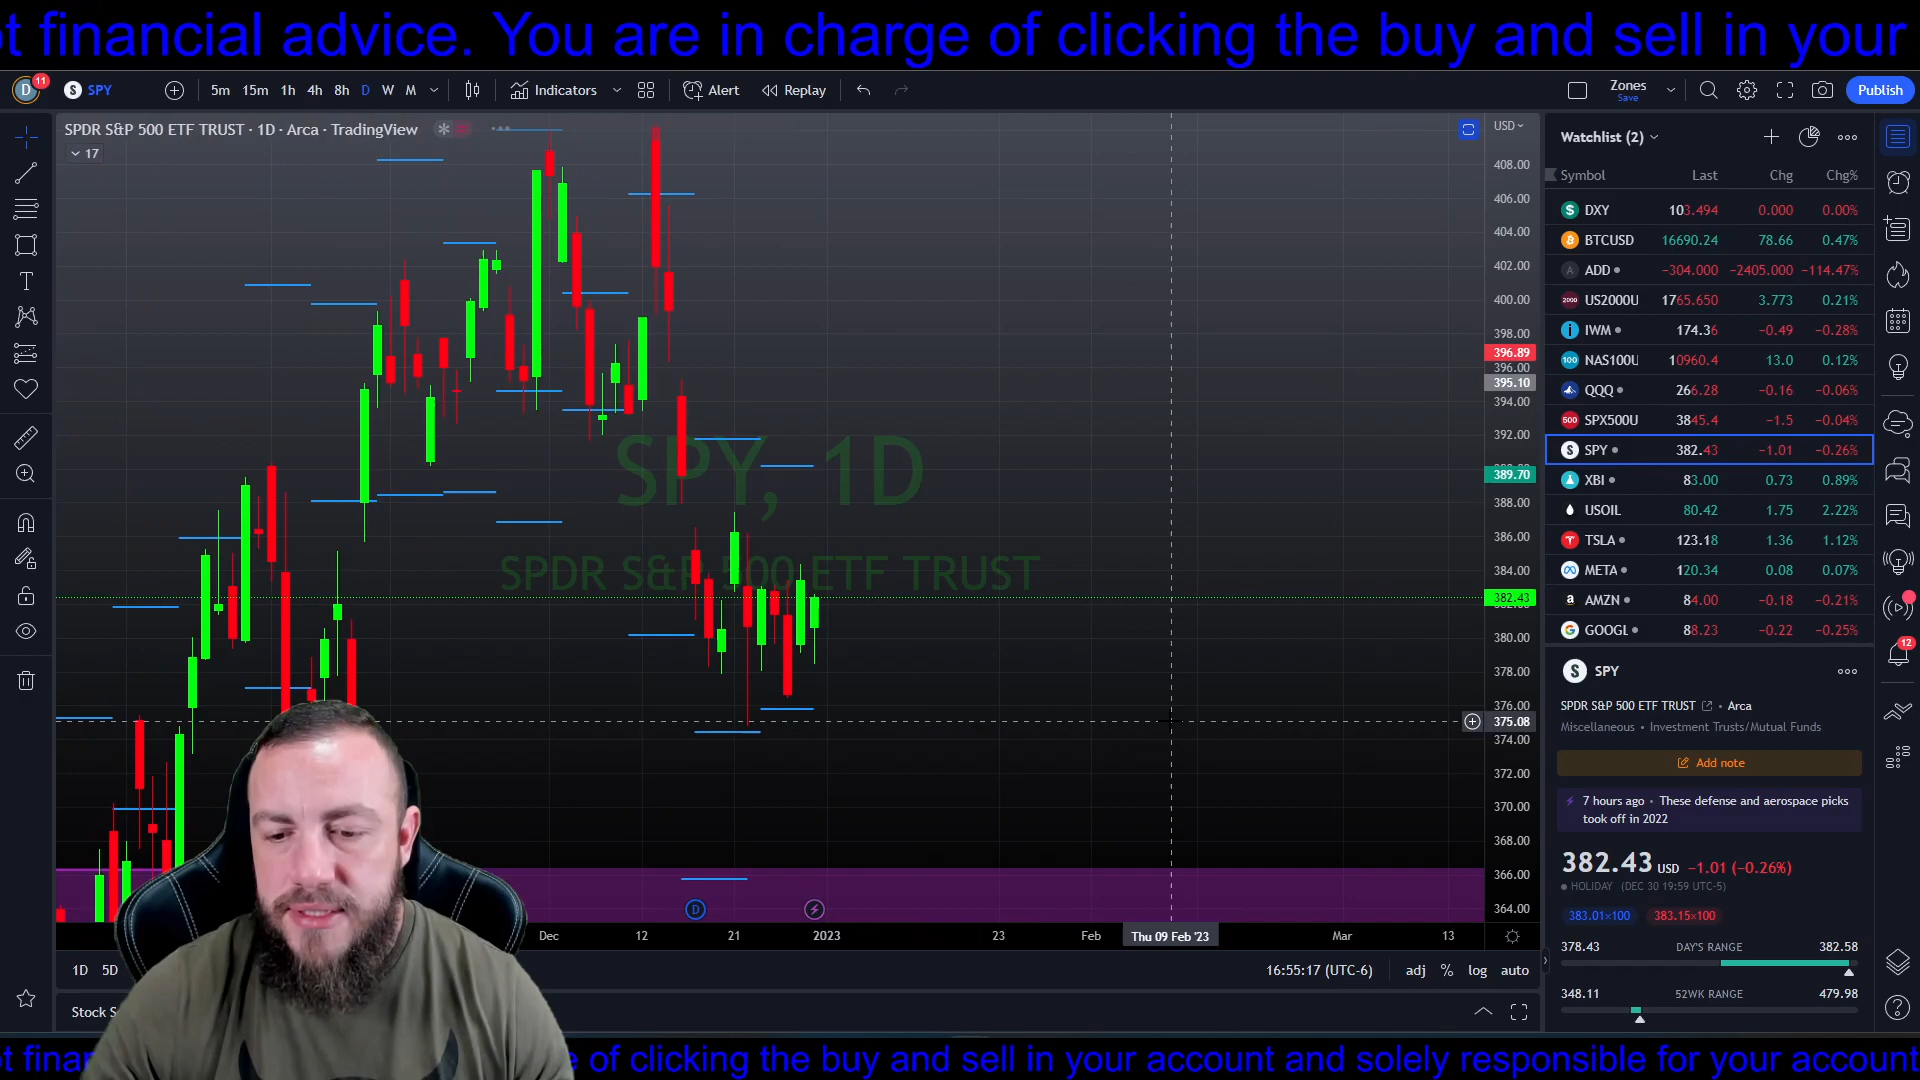 t financial advice. You are in charge of clicking the buy and sell in your
D 11 S SPY 5m 15m 1h 4h 8h D W M Indicators Alert Replay Zones Save Publish
SPDR S&P 500 ETF TRUST · 1D · Arca · TradingView
17
USD
408.00
406.00
404.00
402.00
400.00
398.00
396.89
396.00
395.10
394.00
392.00
389.70
388.00
386.00
384.00
382.43
380.00
378.00
376.00
375.08
374.00
372.00
370.00
368.00
366.00
364.00
SPY, 1D
SPDR S&P 500 ETF TRUST
D
Dec 12 21 2023 23 Feb Thu 09 Feb '23 Mar 13
1D 5D 16:55:17 (UTC-6) adj % log auto
Stock S
Watchlist (2)
Symbol Last Chg Chg%
$ DXY 103.494 0.000 0.00%
BTCUSD 16690.24 78.66 0.47%
A ADD −304.000 −2405.000 −114.47%
2000 US2000U 1765.650 3.773 0.21%
i IWM 174.36 −0.49 −0.28%
100 NAS100U 10960.4 13.0 0.12%
QQQ 266.28 −0.16 −0.06%
500 SPX500U 3845.4 −1.5 −0.04%
S SPY 382.43 −1.01 −0.26%
XBI 83.00 0.73 0.89%
USOIL 80.42 1.75 2.22%
TSLA 123.18 1.36 1.12%
META 120.34 0.08 0.07%
a AMZN 84.00 −0.18 −0.21%
G GOOGL 88.23 −0.22 −0.25%
12
S SPY
SPDR S&P 500 ETF TRUST · Arca
Miscellaneous · Investment Trusts/Mutual Funds
Add note
7 hours ago · These defense and aerospace picks
took off in 2022
382.43 USD −1.01 (−0.26%)
HOLIDAY (DEC 30 19:59 UTC-5)
383.01×100 383.15×100
378.43 DAY'S RANGE 382.58
348.11 52WK RANGE 479.98
t finan e of clicking the buy and sell in your account and solely responsible for your account